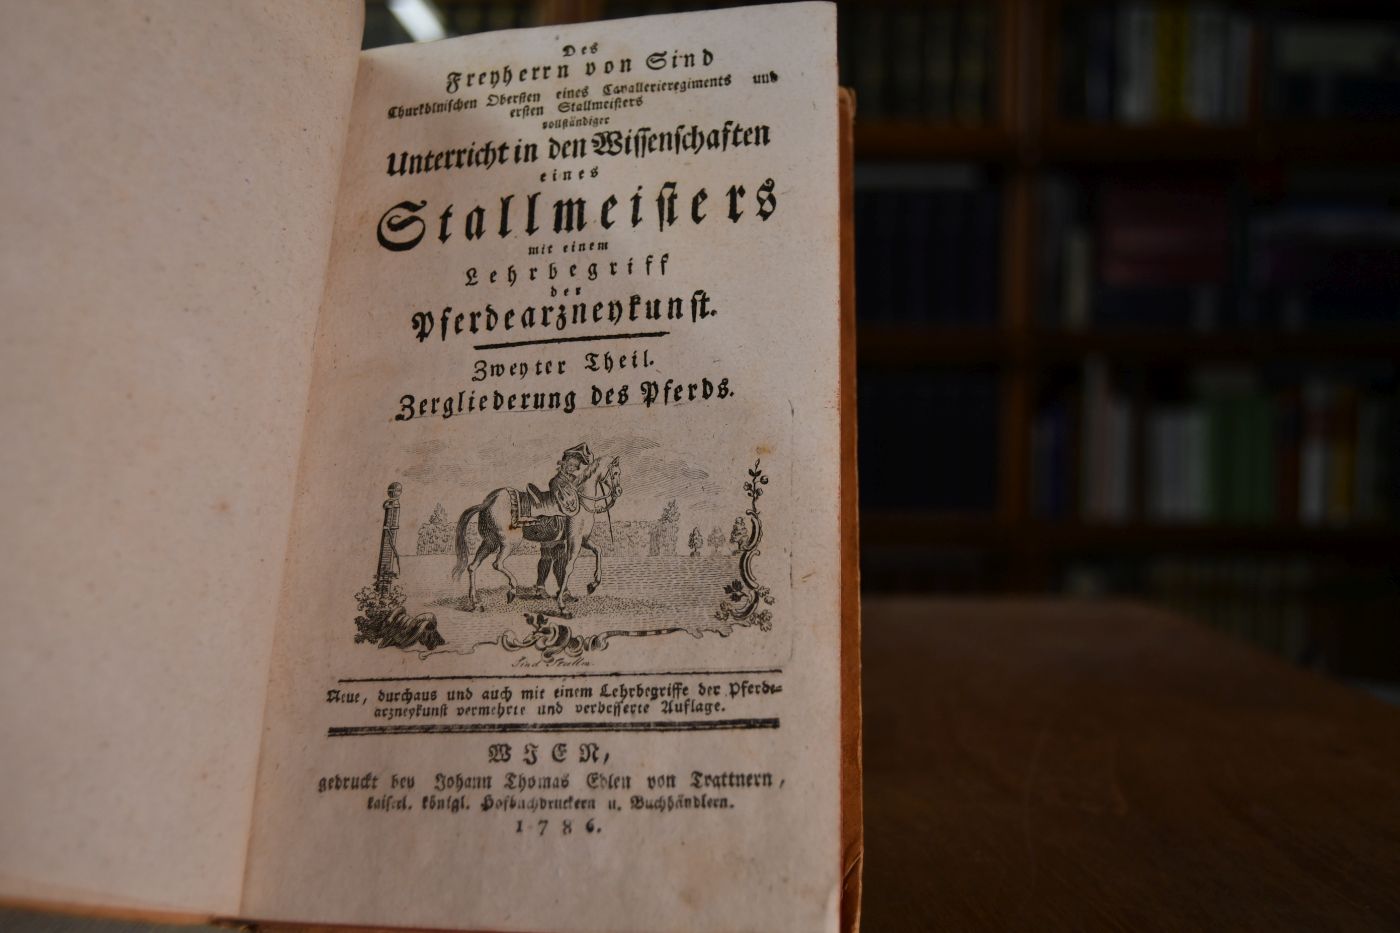 Des
Freyherrn von Sind
Churkölnischen Obersten eines Cavallerieregiments und
ersten Stallmeisters
vollständiger
Unterricht in den Wissenschaften
eines
Stallmeisters
mit einem
Lehrbegriff
der
Pferdearzneykunst.
Zweyter Theil.
Zergliederung des Pferds.
Neue, durchaus und auch mit einem Lehrbegriffe der Pferde-
arzneykunst vermehrte und verbesserte Auflage.
WIEN,
gedruckt bey Johann Thomas Edlen von Trattnern,
kaiserl. königl. Hofbuchdruckern u. Buchhändlern.
1786.